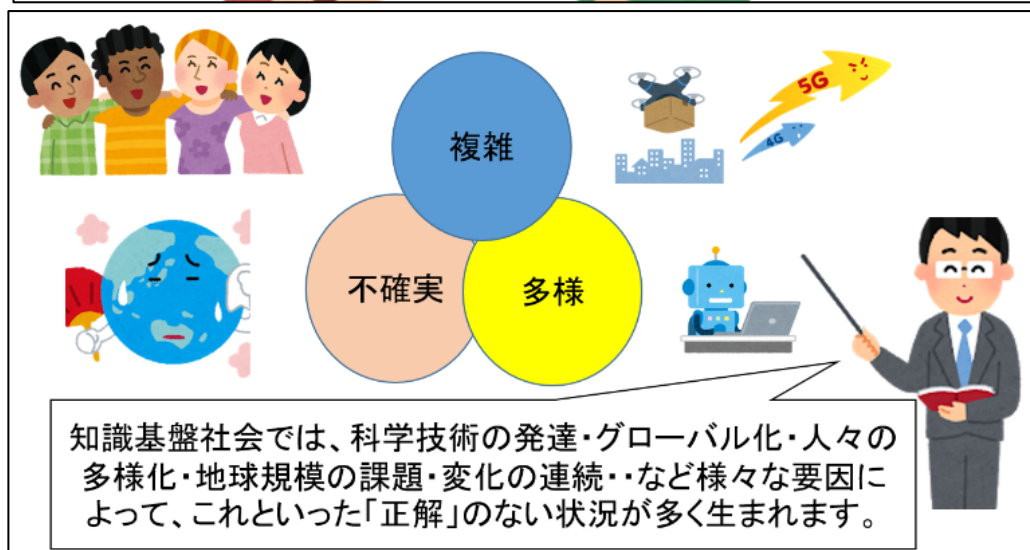 複雑
不確実
多様
5G
4G
知識基盤社会では、科学技術の発達・グローバル化・人々の
多様化・地球規模の課題・変化の連続・・など様々な要因に
よって、これといった「正解」のない状況が多く生まれます。